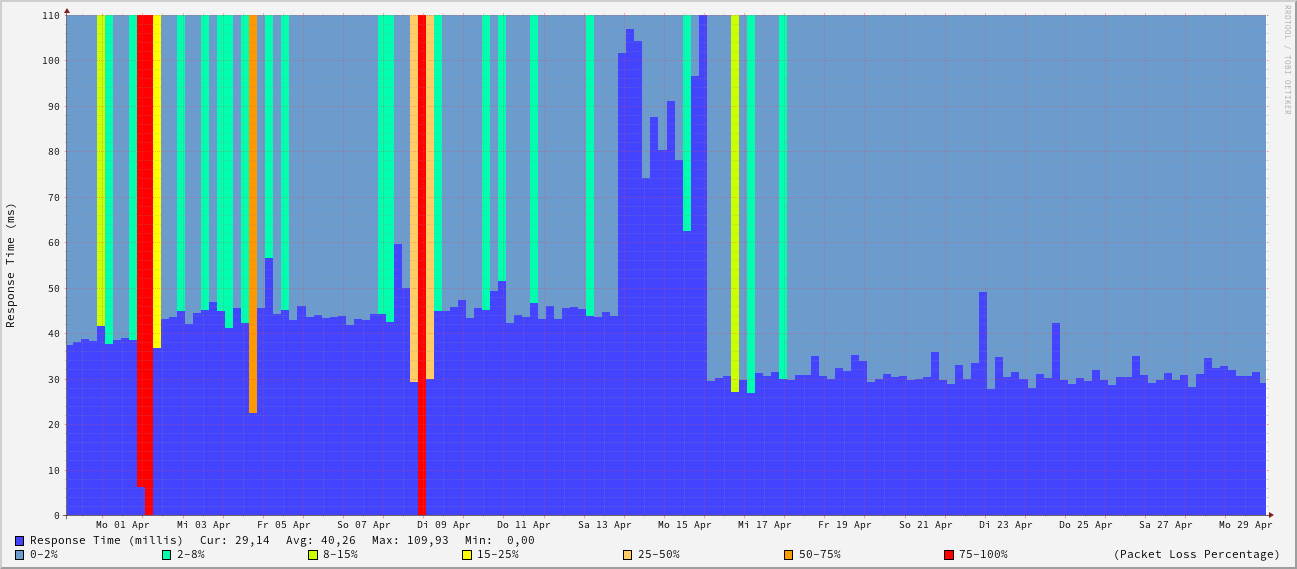 RRDTOOL / TOBI OETIKER
Response Time (ms)
110
100
90
80
70
60
50
40
30
20
10
0
Mo 01 Apr Mi 03 Apr Fr 05 Apr So 07 Apr Di 09 Apr Do 11 Apr Sa 13 Apr Mo 15 Apr Mi 17 Apr Fr 19 Apr So 21 Apr Di 23 Apr Do 25 Apr Sa 27 Apr Mo 29 Apr
Response Time (millis) Cur: 29,14 Avg: 40,26 Max: 109,93 Min: 0,00
0-2% 2-8% 8-15% 15-25% 25-50% 50-75% 75-100% (Packet Loss Percentage)